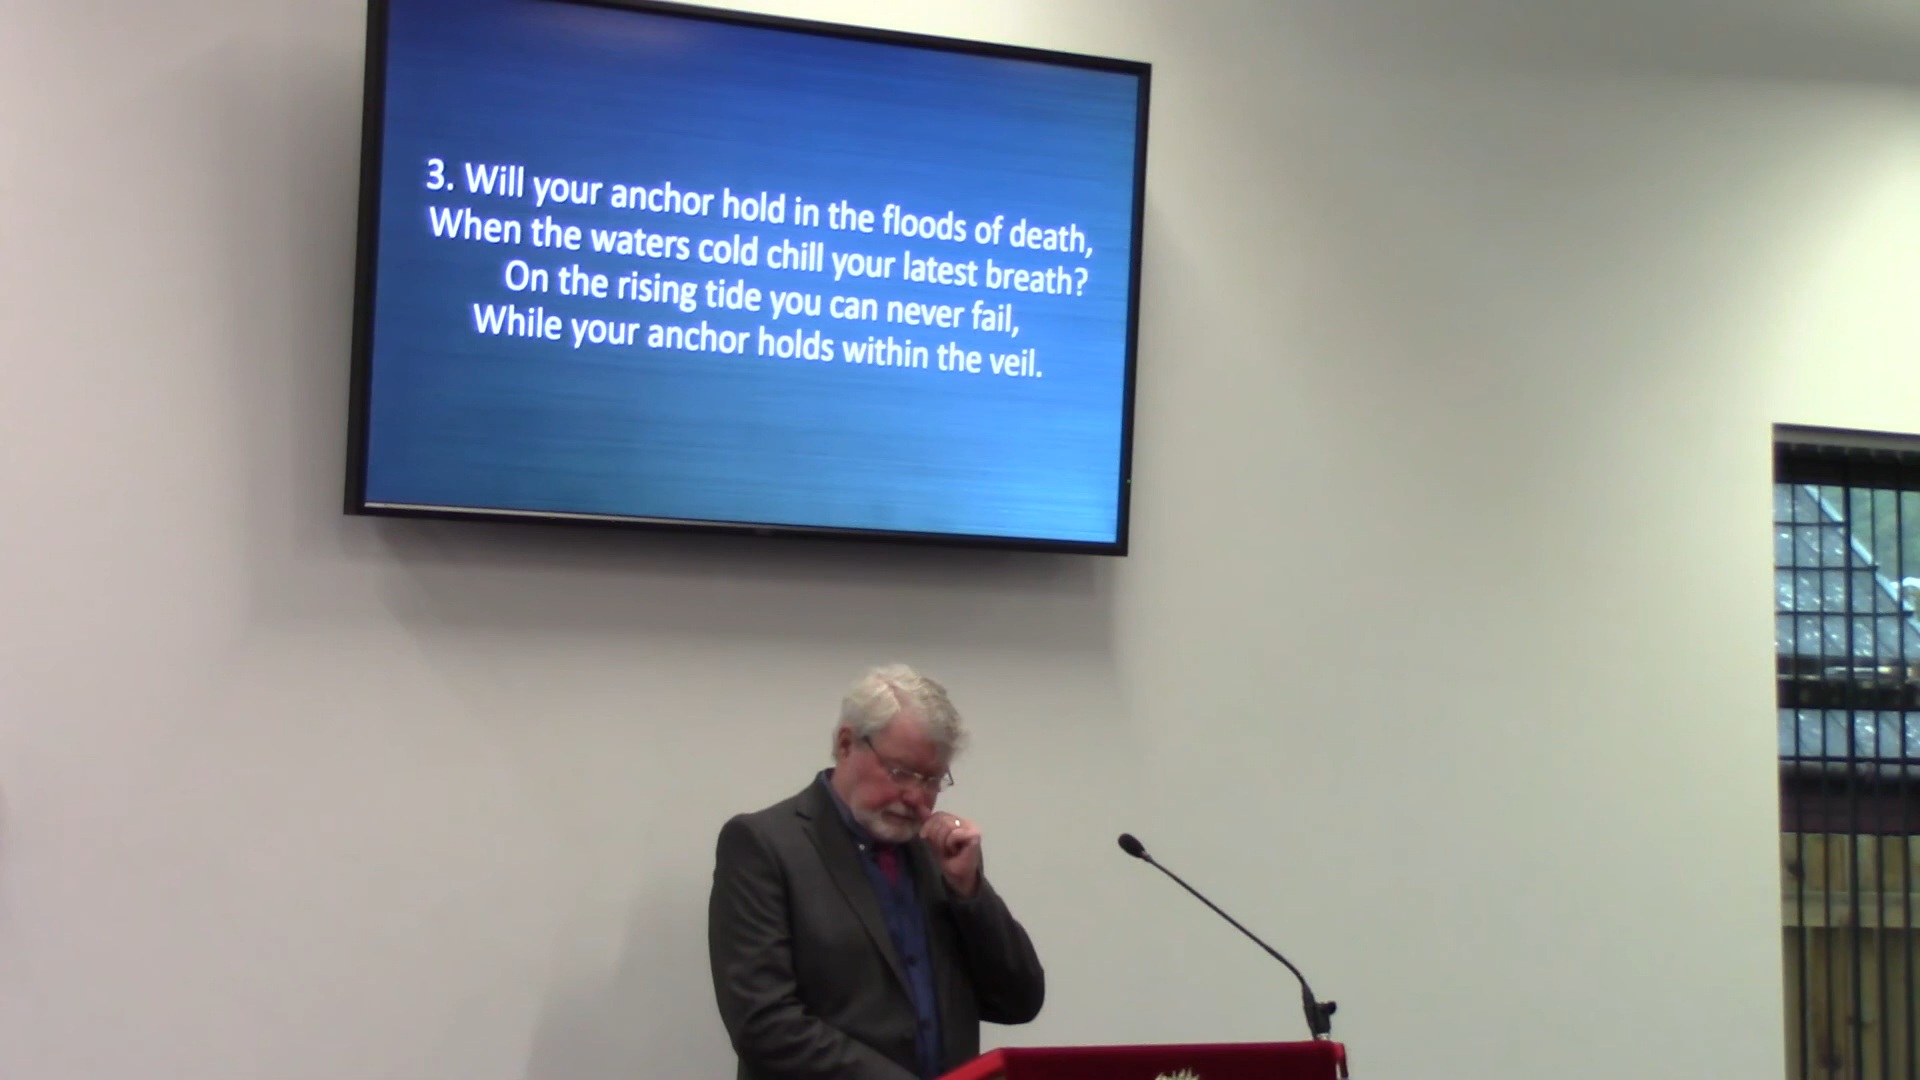 3. Will your anchor hold in the floods of death,
When the waters cold chill your latest breath?
On the rising tide you can never fail,
While your anchor holds within the veil.